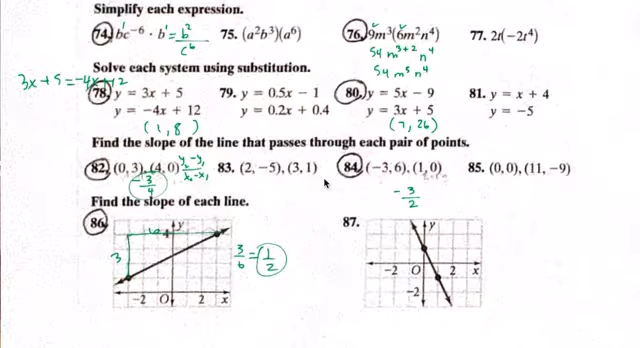 Simplify each expression.
74. bc⁻⁶ · b¹ = b²/c⁶ 75. (a²b³)(a⁶) 76. 9m³(6m²n⁴) 77. 2t(−2t⁴)
54 m³⁺² n⁴
54 m⁵ n⁴
Solve each system using substitution.
3x + 5 = −4x + 12
78. y = 3x + 5 79. y = 0.5x − 1 80. y = 5x − 9 81. y = x + 4
y = −4x + 12 y = 0.2x + 0.4 y = 3x + 5 y = −5
(1, 8) (7, 26)
Find the slope of the line that passes through each pair of points.
82. (0, 3), (4, 0) y₂−y₁/x₂−x₁ 83. (2, −5), (3, 1) 84. (−3, 6), (1, 0) 85. (0, 0), (11, −9)
−3/4 −3/2
Find the slope of each line.
86. 87.
y y
6 4
3 3/6 = 1/2
−2 O 2 x −2 O 2 x
−2